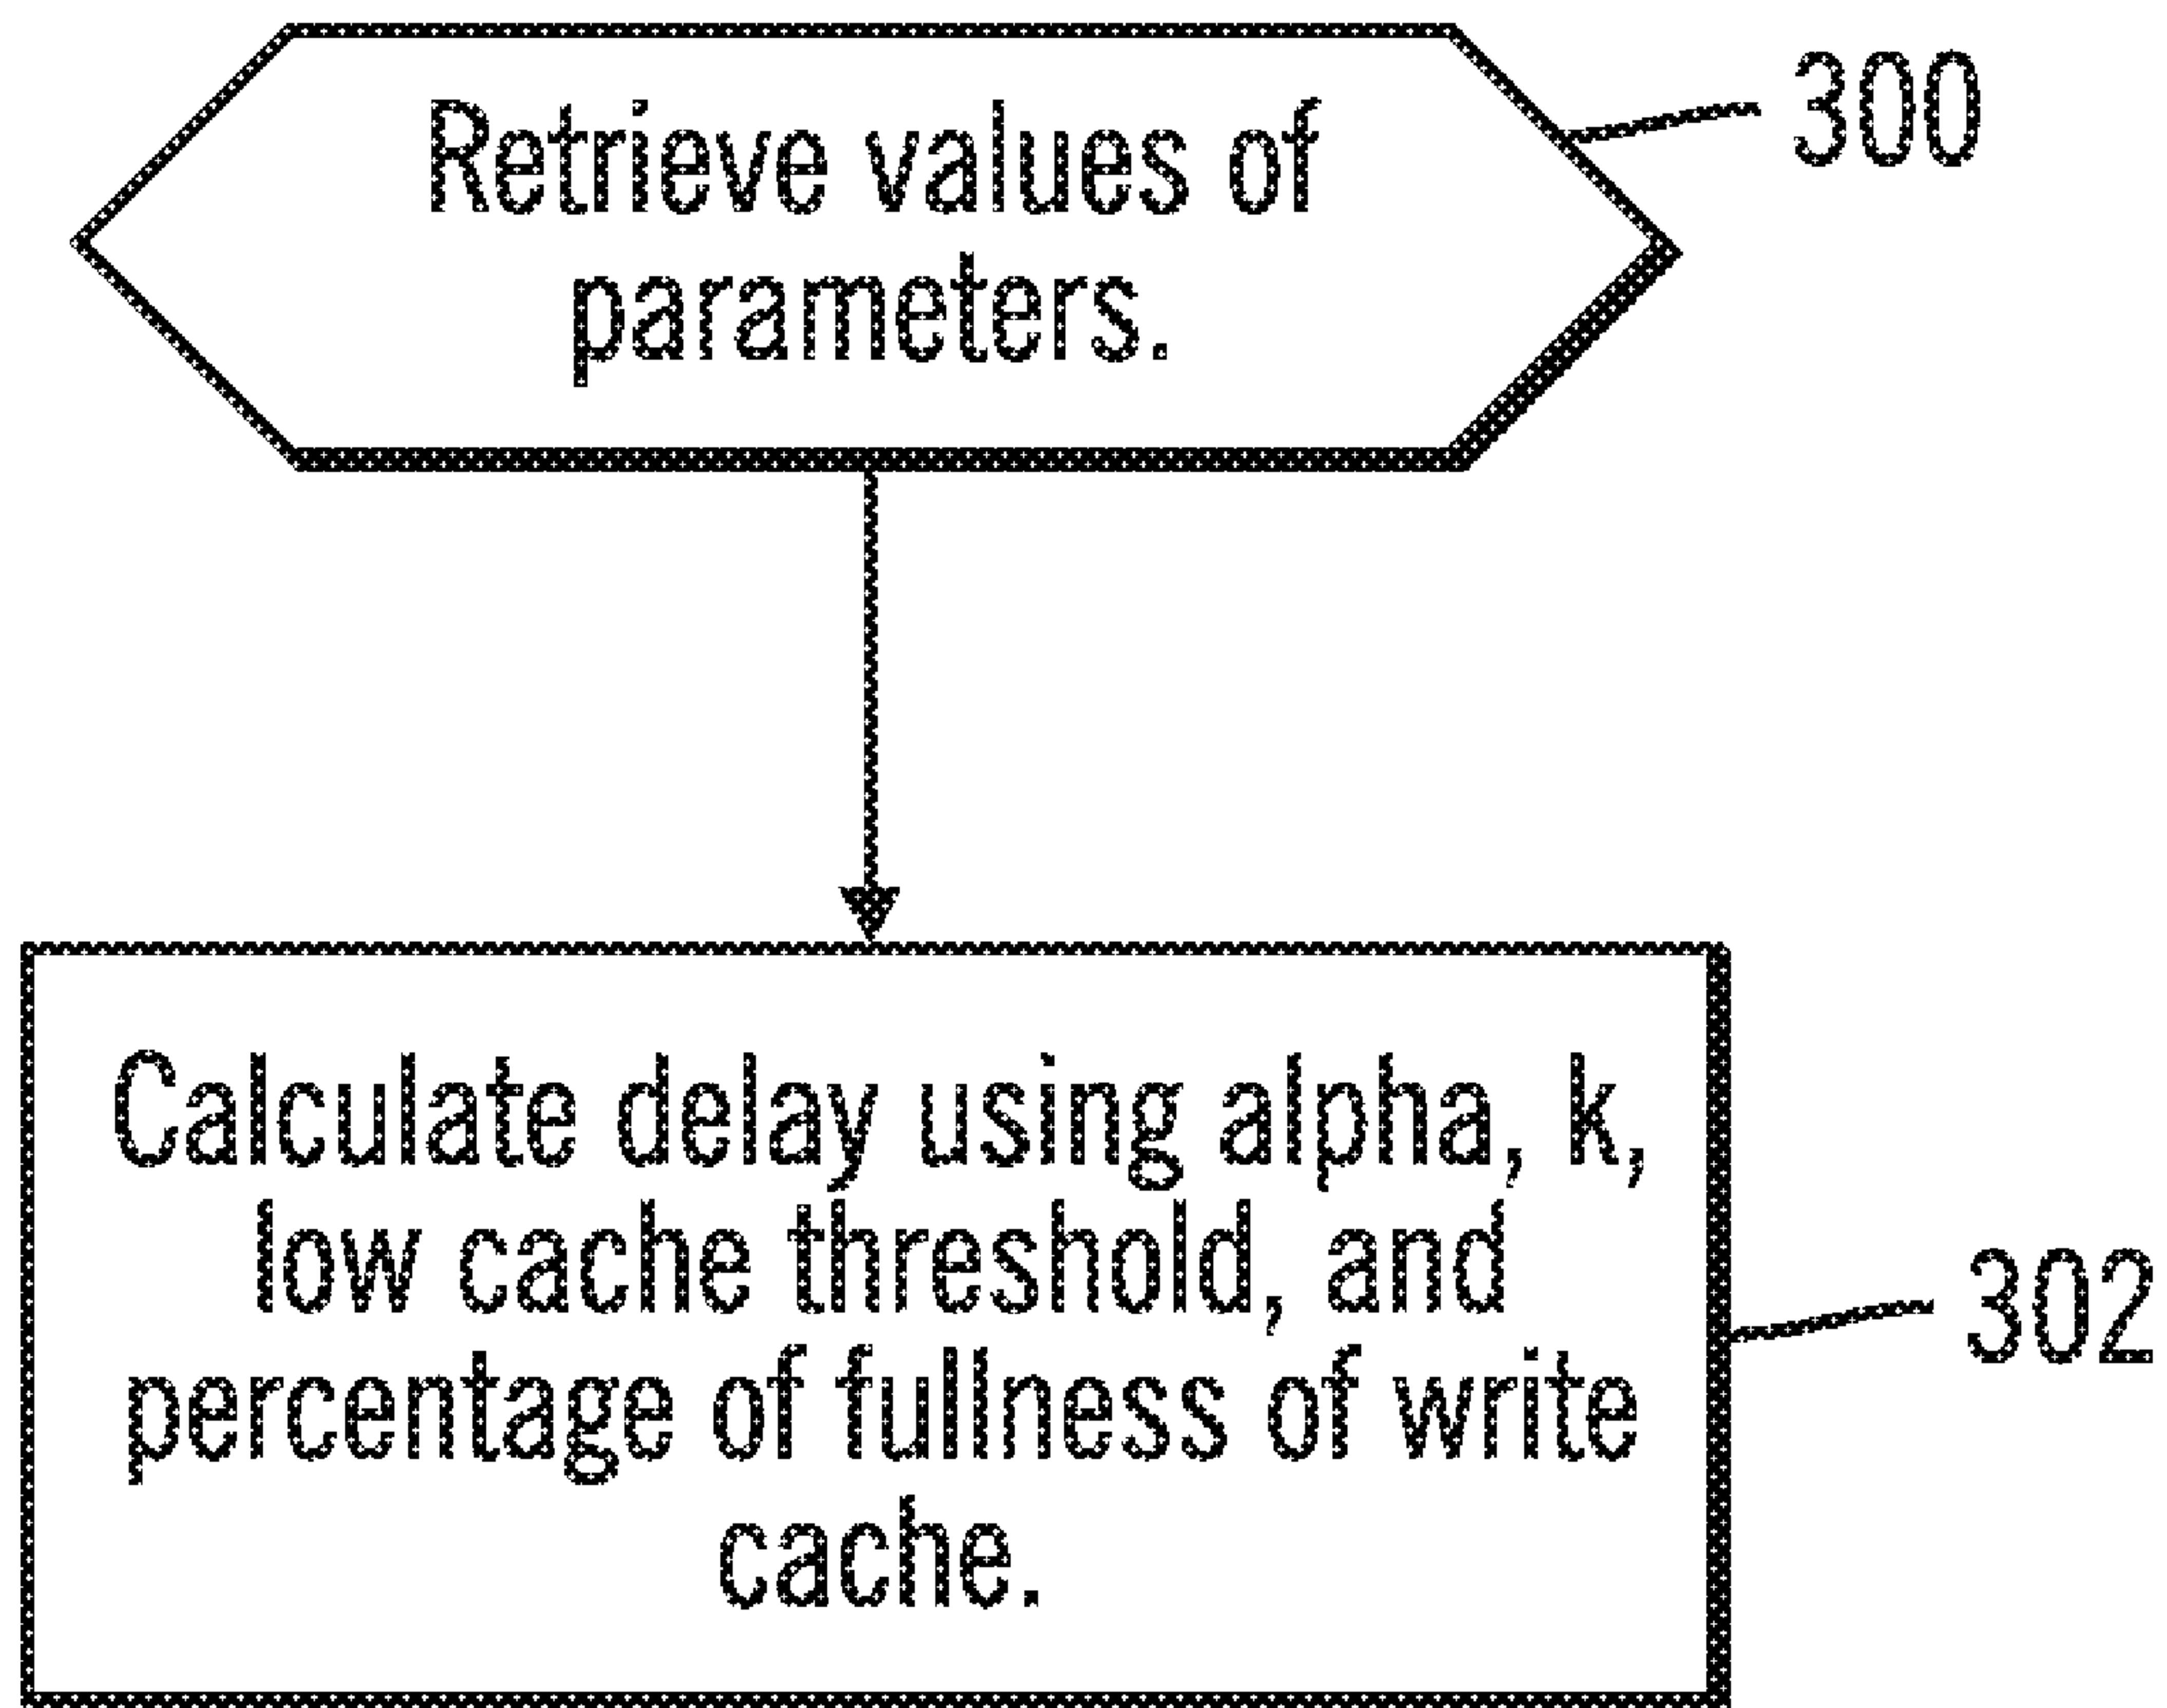 Retrieve values of
parameters.
300
Calculate delay using alpha, k,
low cache threshold, and
percentage of fullness of write
cache.
302